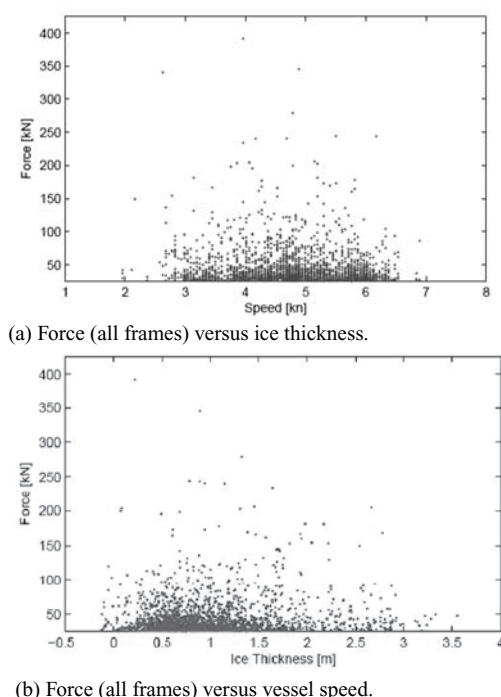 400
350
300
250
200
150
100
50
Force [kN]
1 2 3 4 5 6 7 8
Speed [kn]
(a) Force (all frames) versus ice thickness.
400
350
300
250
200
150
100
50
Force [kN]
-0.5 0 0.5 1 1.5 2 2.5 3 3.5 4
Ice Thickness [m]
(b) Force (all frames) versus vessel speed.